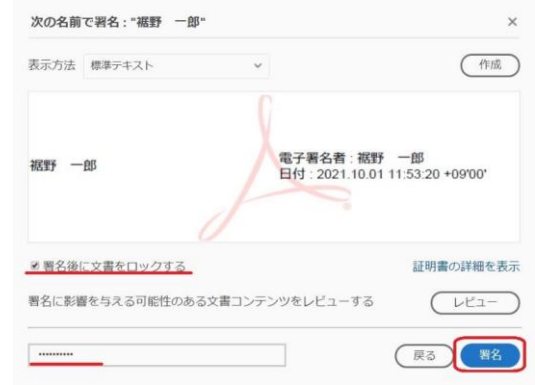 次の名前で署名 : "裾野　一郎"
×
表示方法 標準テキスト
作成
裾野　一郎
電子署名者 : 裾野　一郎
日付 : 2021.10.01 11:53:20 +09'00'
署名後に文書をロックする
証明書の詳細を表示
署名に影響を与える可能性のある文書コンテンツをレビューする
レビュー
戻る
署名